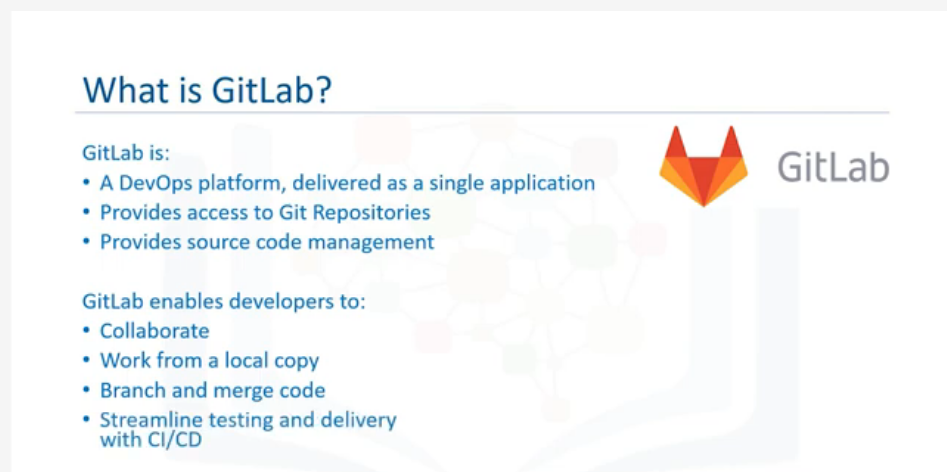 What is GitLab?
GitLab is:
• A DevOps platform, delivered as a single application
• Provides access to Git Repositories
• Provides source code management
GitLab
GitLab enables developers to:
• Collaborate
• Work from a local copy
• Branch and merge code
• Streamline testing and delivery
with CI/CD